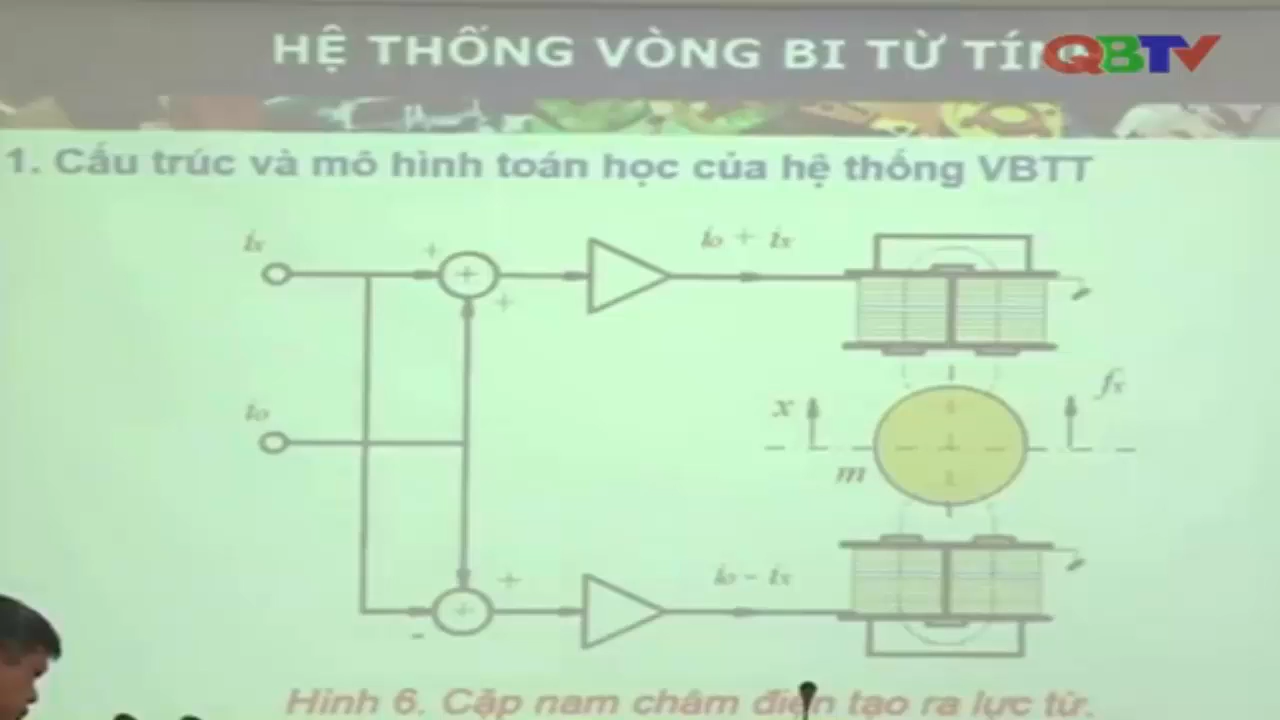 HỆ THỐNG VÒNG BI TỪ
QBTV
1. Cấu trúc và mô hình toán học của hệ thống VBTT
ix
+
+
+
io + ix
io
x
fx
m
+
+
-
io - ix
Hình 6. Cặp nam châm điện tạo ra lực từ.